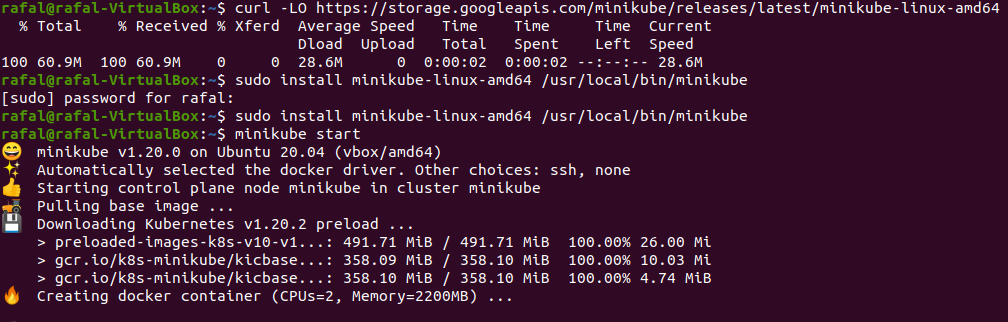 rafal@rafal-VirtualBox:~$ curl -LO https://storage.googleapis.com/minikube/releases/latest/minikube-linux-amd64
% Total % Received % Xferd Average Speed Time Time Time Current
Dload Upload Total Spent Left Speed
100 60.9M 100 60.9M 0 0 28.6M 0 0:00:02 0:00:02 --:--:-- 28.6M
rafal@rafal-VirtualBox:~$ sudo install minikube-linux-amd64 /usr/local/bin/minikube
[sudo] password for rafal:
rafal@rafal-VirtualBox:~$ sudo install minikube-linux-amd64 /usr/local/bin/minikube
rafal@rafal-VirtualBox:~$ minikube start
😄 minikube v1.20.0 on Ubuntu 20.04 (vbox/amd64)
✨ Automatically selected the docker driver. Other choices: ssh, none
👍 Starting control plane node minikube in cluster minikube
🚜 Pulling base image ...
💾 Downloading Kubernetes v1.20.2 preload ...
> preloaded-images-k8s-v10-v1...: 491.71 MiB / 491.71 MiB 100.00% 26.00 Mi
> gcr.io/k8s-minikube/kicbase...: 358.09 MiB / 358.10 MiB 100.00% 10.03 Mi
> gcr.io/k8s-minikube/kicbase...: 358.10 MiB / 358.10 MiB 100.00% 4.74 MiB
🔥 Creating docker container (CPUs=2, Memory=2200MB) ...